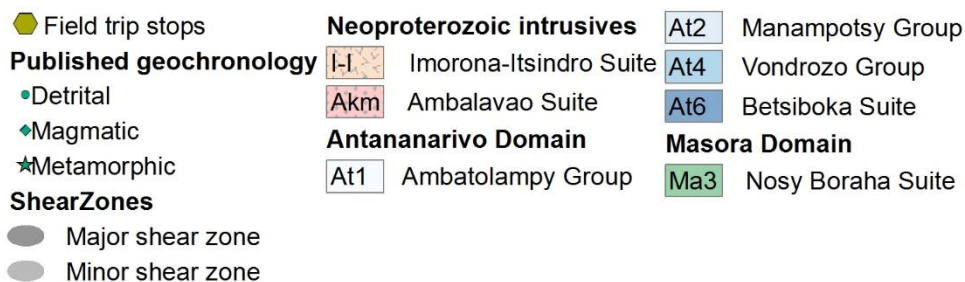 Field trip stops
Published geochronology
Detrital
Magmatic
Metamorphic
ShearZones
Major shear zone
Minor shear zone
Neoproterozoic intrusives
I-I Imorona-Itsindro Suite
Akm Ambalavao Suite
Antananarivo Domain
At1 Ambatolampy Group
At2 Manampotsy Group
At4 Vondrozo Group
At6 Betsiboka Suite
Masora Domain
Ma3 Nosy Boraha Suite